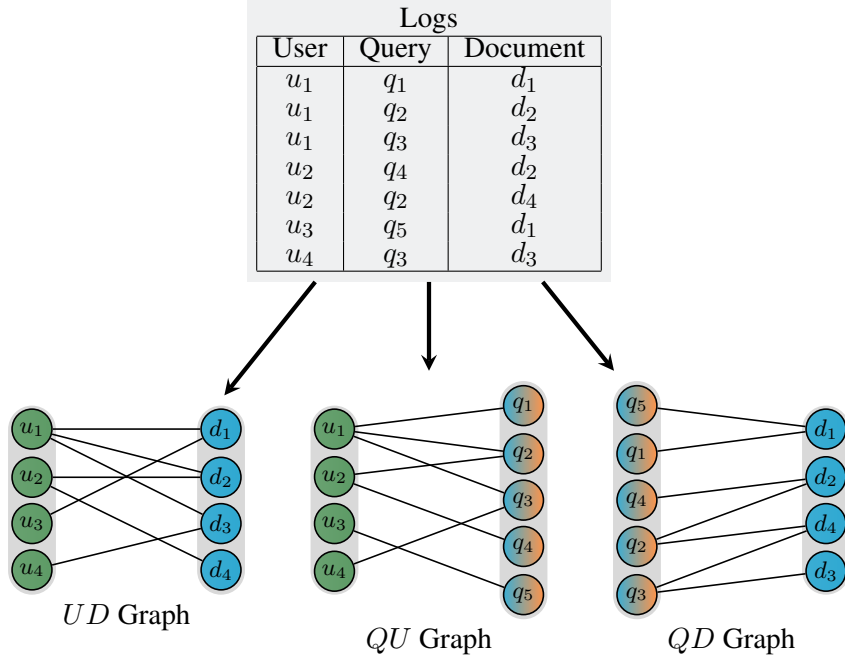 Logs
User Query Document
u₁ q₁ d₁
u₁ q₂ d₂
u₁ q₃ d₃
u₂ q₄ d₂
u₂ q₂ d₄
u₃ q₅ d₁
u₄ q₃ d₃
u₁
u₂
u₃
u₄
d₁
d₂
d₃
d₄
UD Graph
u₁
u₂
u₃
u₄
q₁
q₂
q₃
q₄
q₅
QU Graph
q₅
q₁
q₄
q₂
q₃
d₁
d₂
d₄
d₃
QD Graph